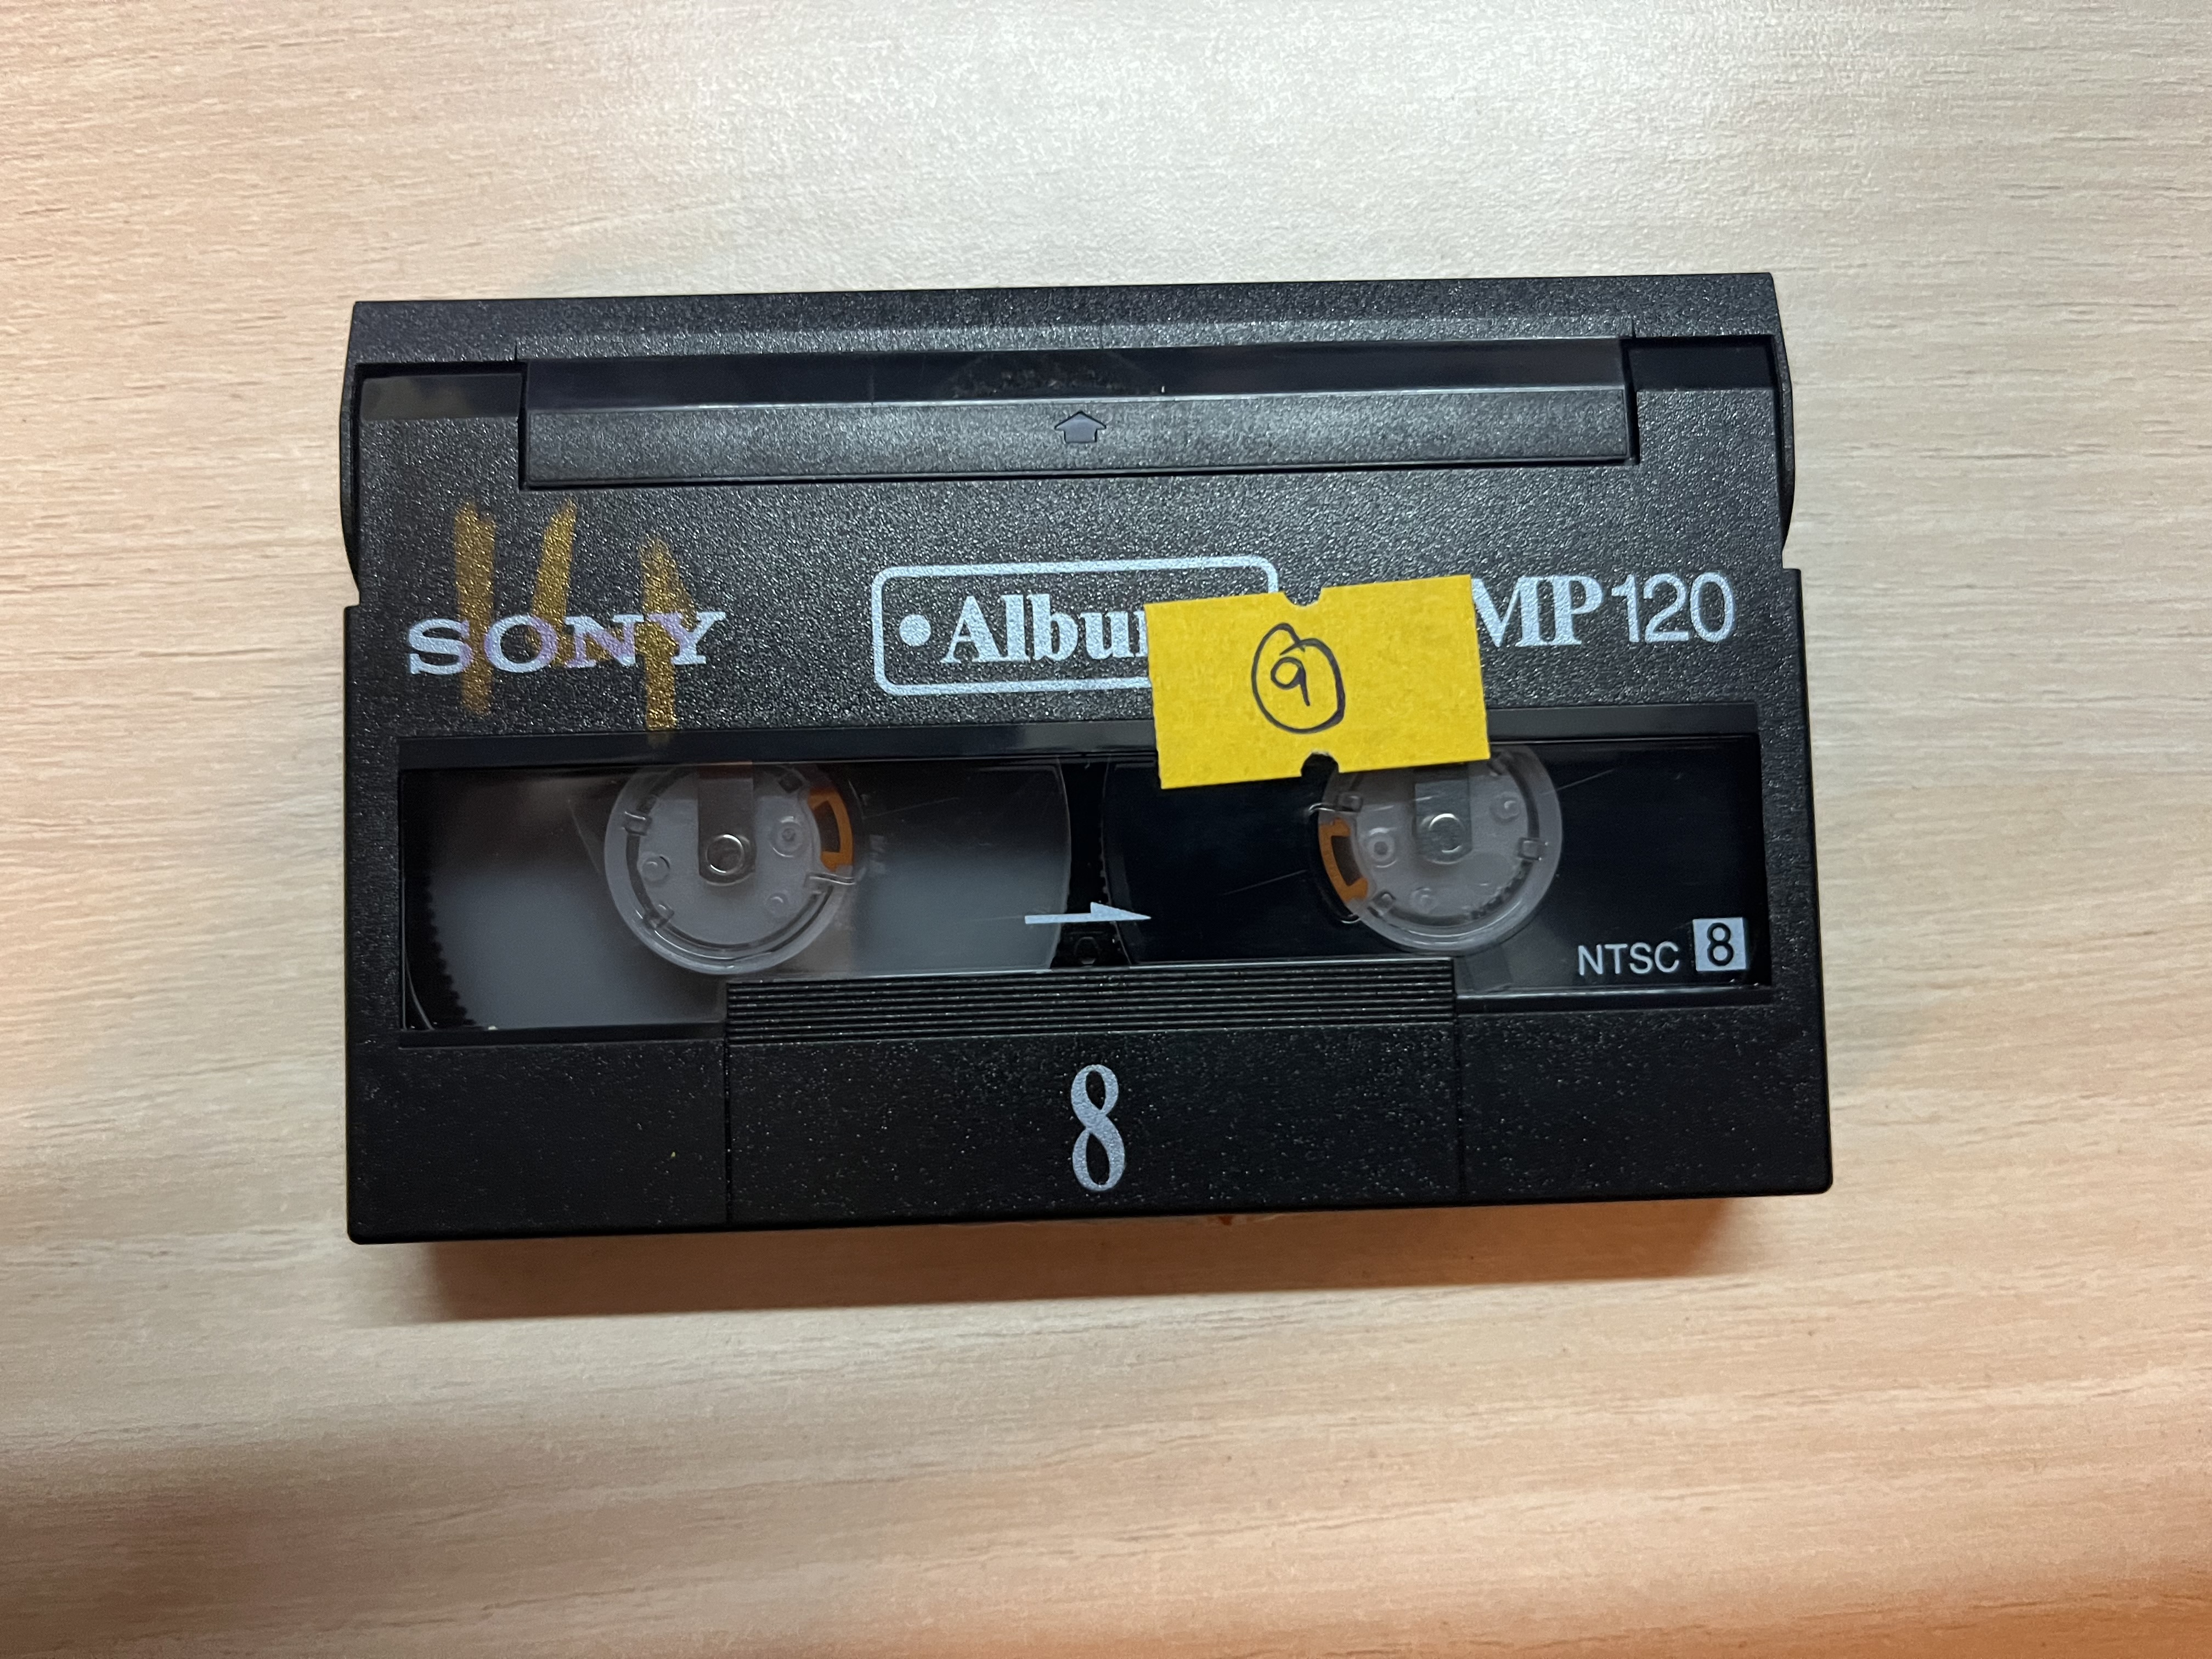 SONY
•Albu
MP120
9
NTSC 8
8